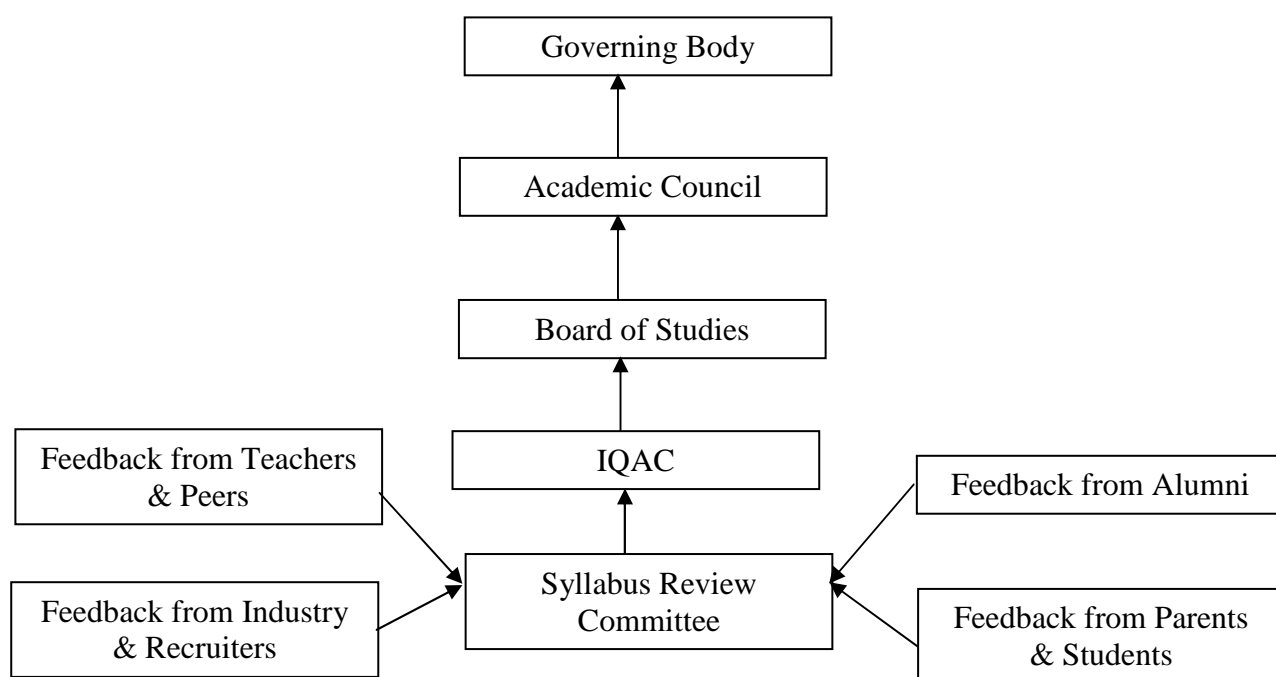 Governing Body
Academic Council
Board of Studies
IQAC
Feedback from Teachers
& Peers
Feedback from Alumni
Syllabus Review
Committee
Feedback from Industry
& Recruiters
Feedback from Parents
& Students